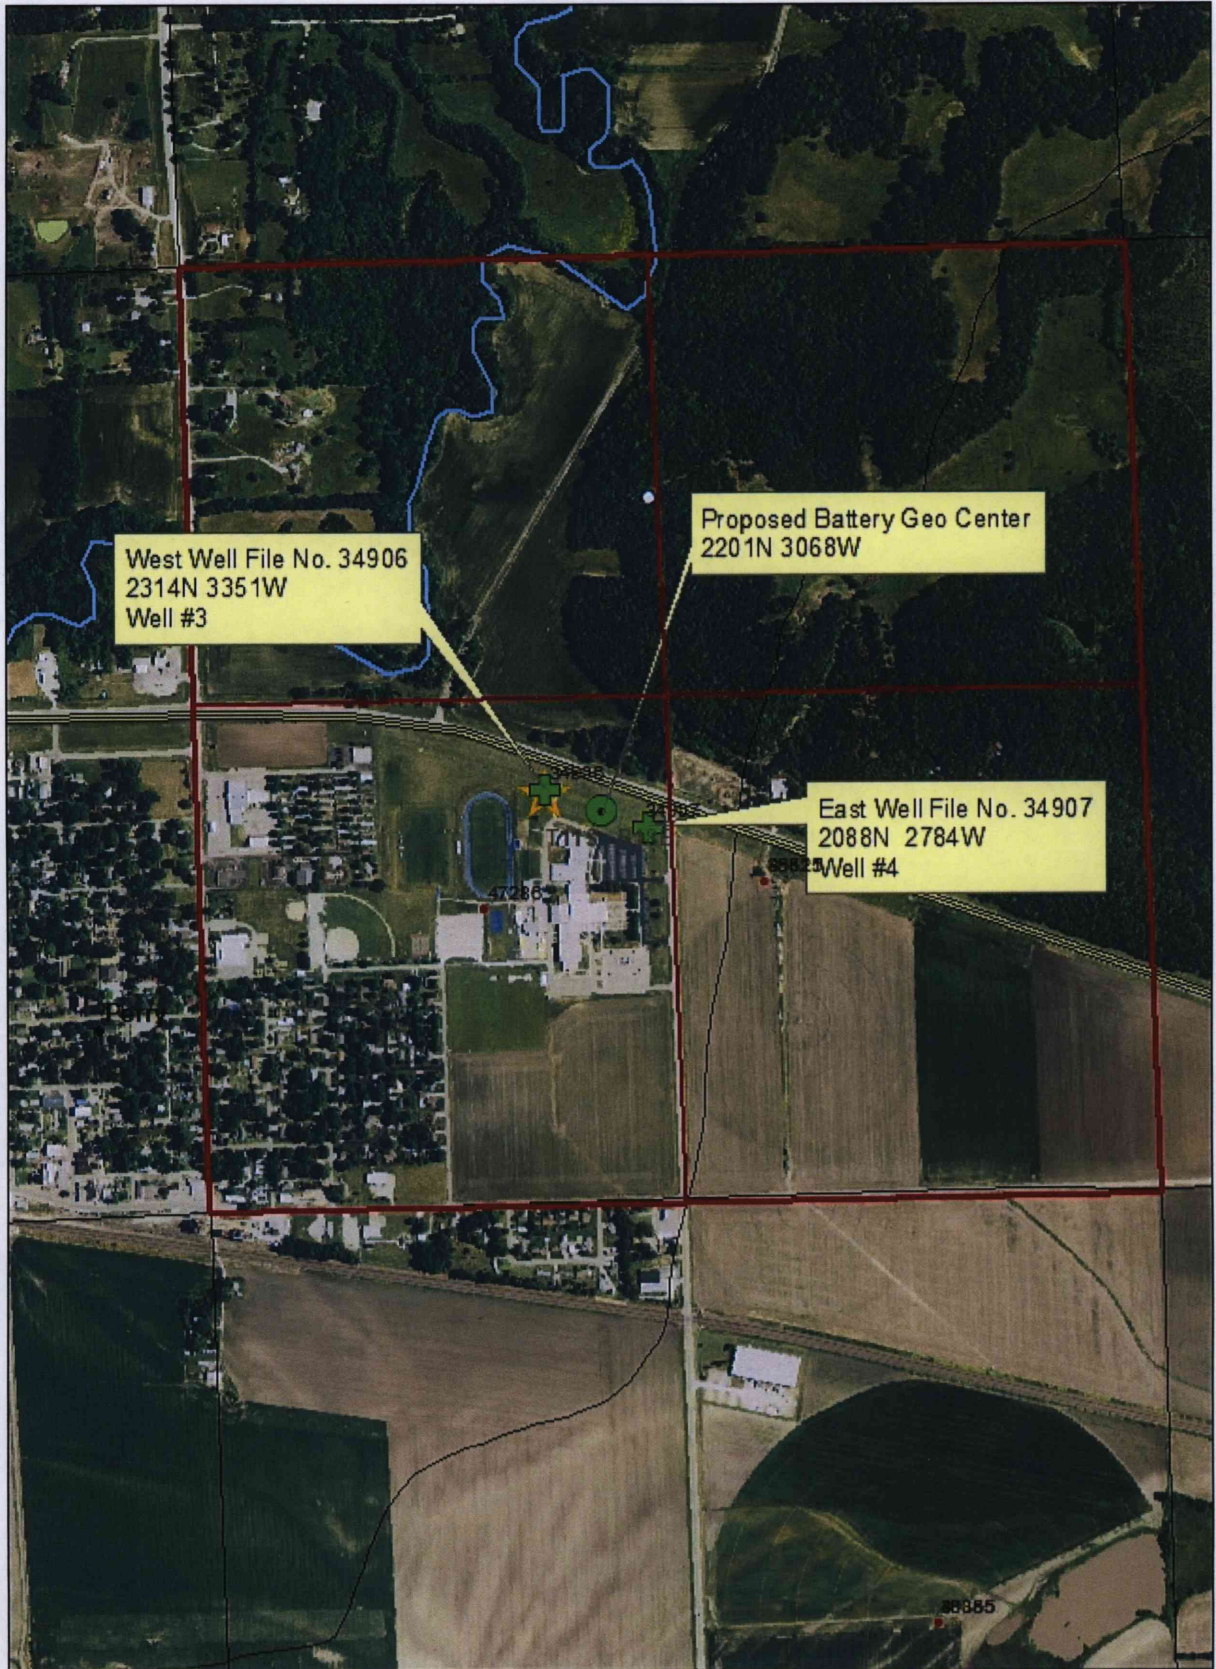 Proposed Battery Geo Center
2201N 3068W
West Well File No. 34906
2314N 3351W
Well #3
East Well File No. 34907
2088N 2784W
Well #4
47286
Perry